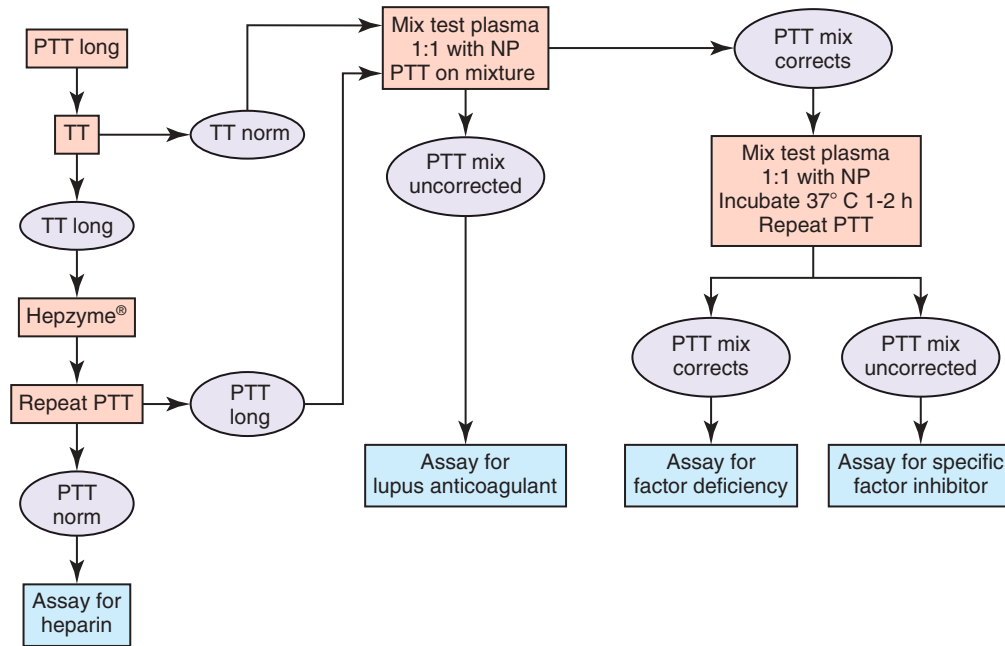 PTT long
TT
TT norm
TT long
Hepzyme®
Repeat PTT
PTT
long
PTT
norm
Assay for
heparin
Mix test plasma
1:1 with NP
PTT on mixture
PTT mix
uncorrected
Assay for
lupus anticoagulant
PTT mix
corrects
Mix test plasma
1:1 with NP
Incubate 37° C 1-2 h
Repeat PTT
PTT mix
corrects
Assay for
factor deficiency
PTT mix
uncorrected
Assay for specific
factor inhibitor